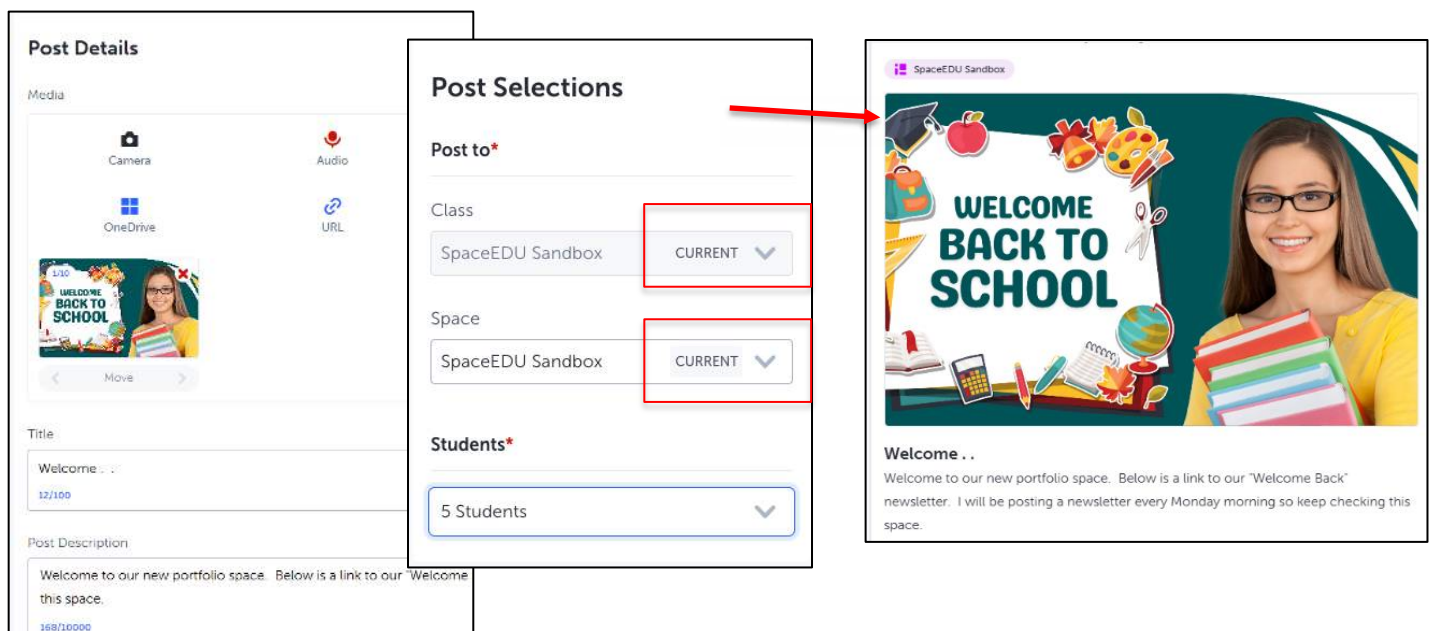 Post Details
Media
Camera
Audio
OneDrive
URL
1/10
WELCOME
BACK TO
SCHOOL
Move
Title
Welcome . .
12/100
Post Description
Welcome to our new portfolio space. Below is a link to our "Welcome
this space.
168/10000
Post Selections
Post to*
Class
SpaceEDU Sandbox CURRENT
Space
SpaceEDU Sandbox CURRENT
Students*
5 Students
SpaceEDU Sandbox
WELCOME
BACK TO
SCHOOL
Welcome . .
Welcome to our new portfolio space. Below is a link to our "Welcome Back"
newsletter. I will be posting a newsletter every Monday morning so keep checking this
space.